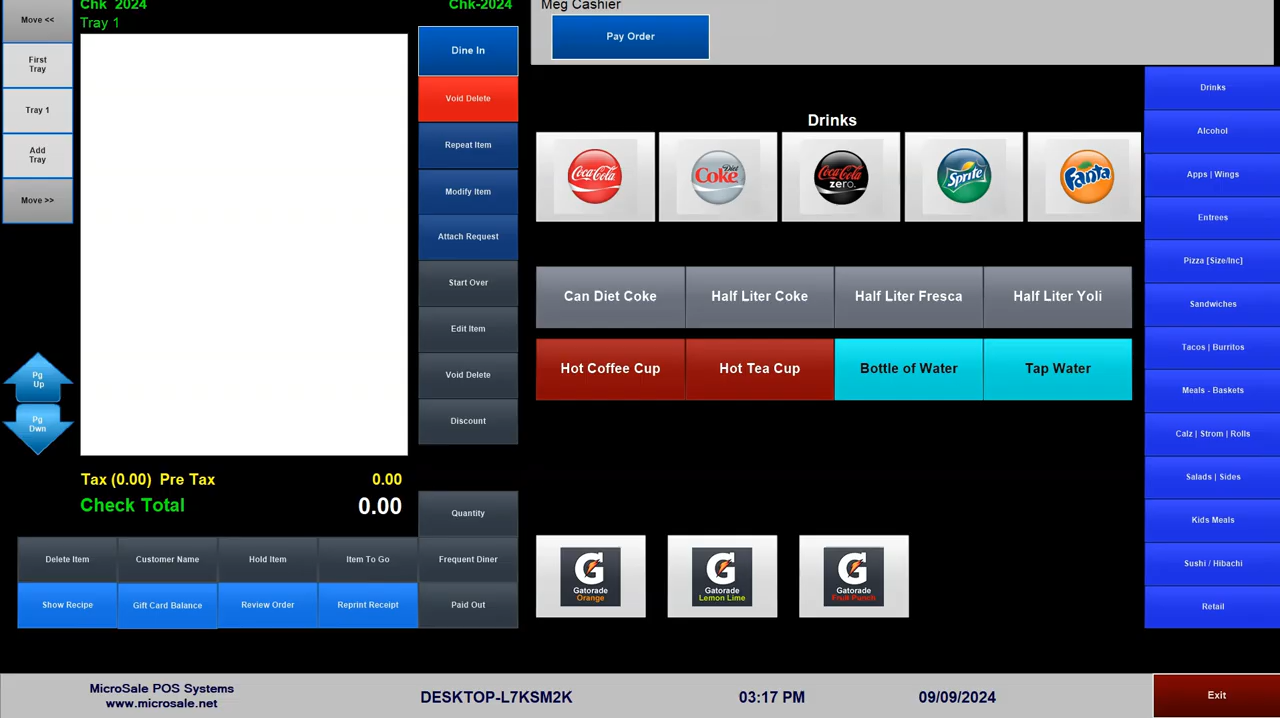 Move <<
Chk 2024
Chk-2024
Meg Cashier
Tray 1
Pay Order
First
Tray
Dine In
Tray 1
Void Delete
Add
Tray
Repeat Item
Move >>
Modify Item
Attach Request
Start Over
Edit Item
Void Delete
Discount
Pg
Up
Pg
Dwn
Drinks
Coca-Cola
Diet
Coke
Coca-Cola
zero.
Sprite
Fanta
Can Diet Coke
Half Liter Coke
Half Liter Fresca
Half Liter Yoli
Hot Coffee Cup
Hot Tea Cup
Bottle of Water
Tap Water
G
Gatorade
Orange
G
Gatorade
Lemon Lime
G
Gatorade
Fruit Punch
Drinks
Alcohol
Apps | Wings
Entrees
Pizza [Size/Inc]
Sandwiches
Tacos | Burritos
Meals - Baskets
Calz | Strom | Rolls
Salads | Sides
Kids Meals
Sushi / Hibachi
Retail
Tax (0.00) Pre Tax 0.00
Check Total 0.00
Quantity
Delete Item
Customer Name
Hold Item
Item To Go
Frequent Diner
Show Recipe
Gift Card Balance
Review Order
Reprint Receipt
Paid Out
MicroSale POS Systems
www.microsale.net
DESKTOP-L7KSM2K
03:17 PM
09/09/2024
Exit